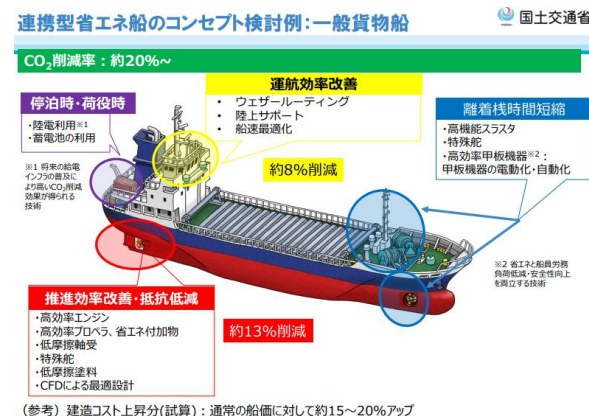 連携型省エネ船のコンセプト検討例：一般貨物船
国土交通省
CO₂削減率：約20%～
停泊時・荷役時
・陸電利用※1
・蓄電池の利用
※1 将来の給電
インフラの普及に
より高いCO₂削減
効果が得られる
技術
運航効率改善
• ウェザールーティング
• 陸上サポート
• 船速最適化
約8%削減
離着桟時間短縮
・高機能スラスタ
・特殊舵
・高効率甲板機器※2：
甲板機器の電動化・自動化
※2 省エネと船員労務
負荷低減・安全性向上
を両立する技術
推進効率改善・抵抗低減
・高効率エンジン
・高効率プロペラ、省エネ付加物
・低摩擦軸受
・特殊舵
・低摩擦塗料
・CFDによる最適設計
約13%削減
（参考）建造コスト上昇分(試算)：通常の船価に対して約15～20%アップ